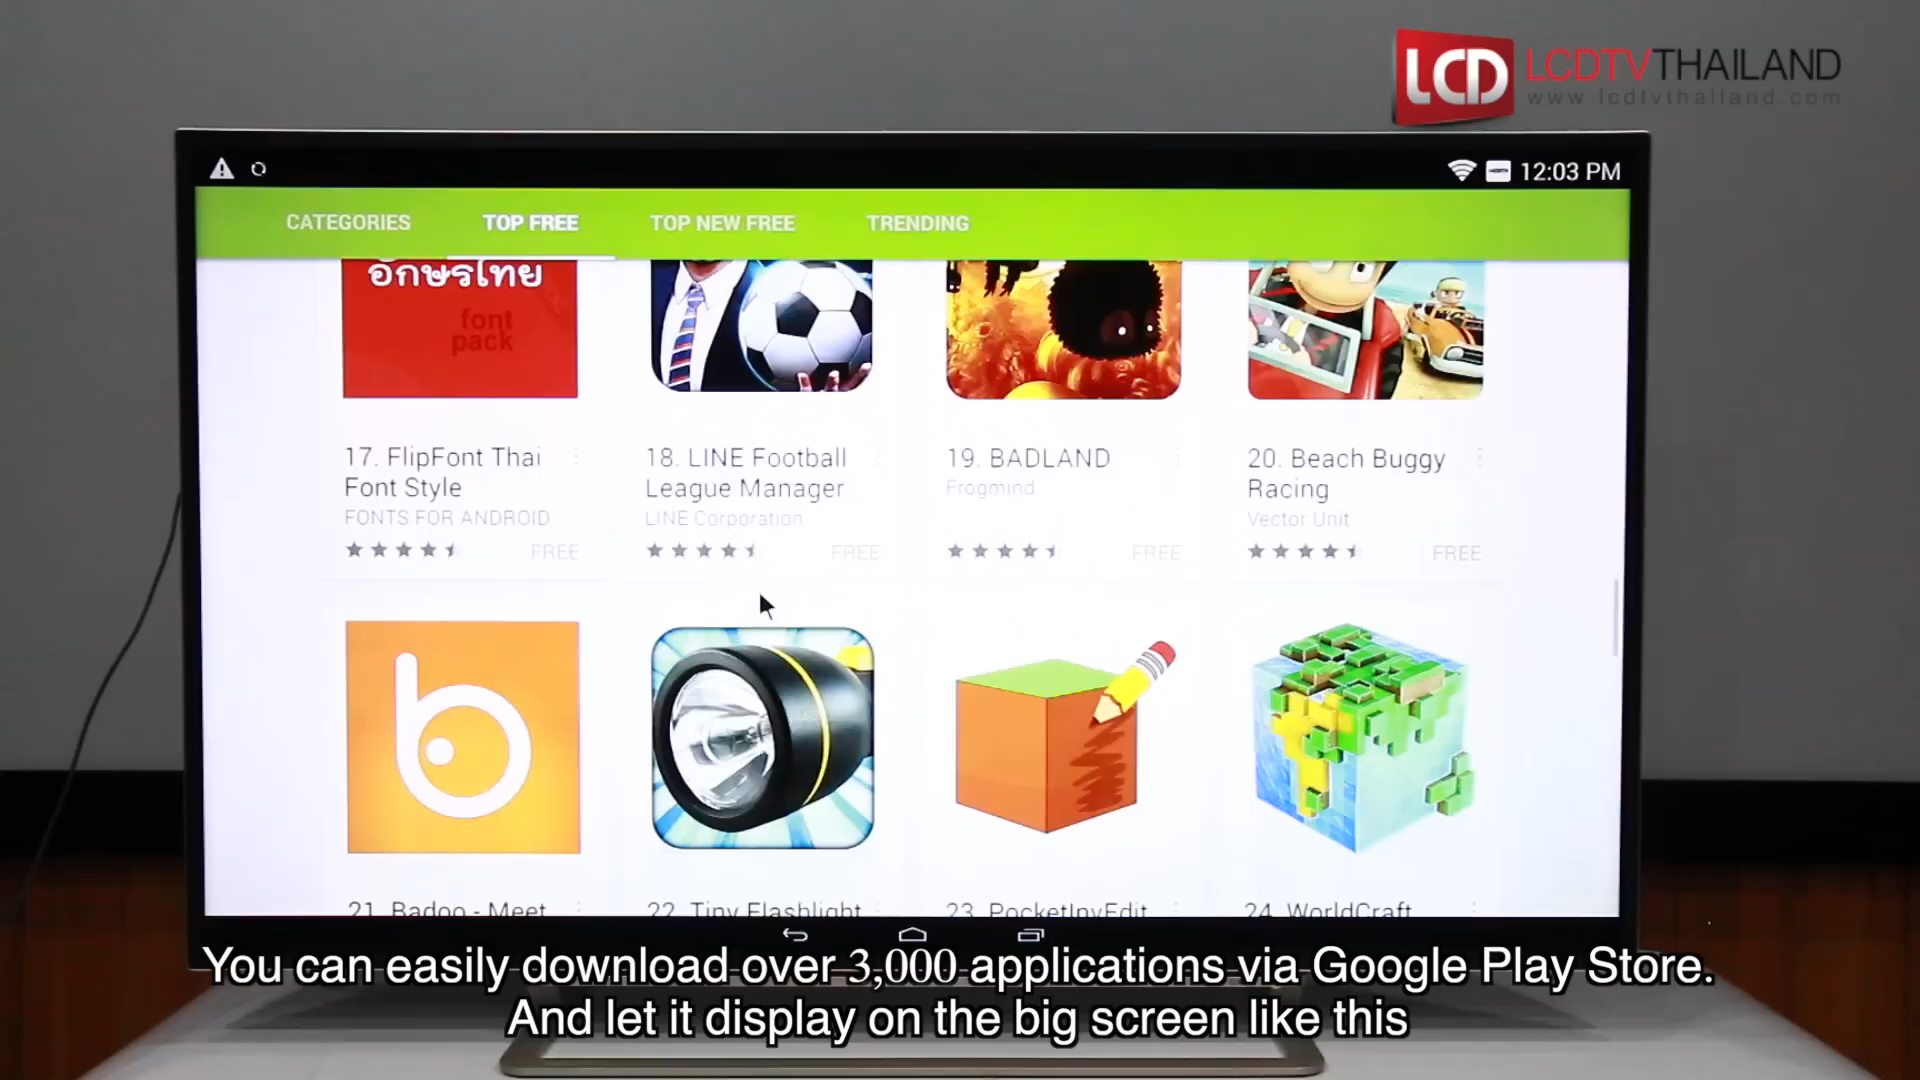 LCD LCDTVTHAILAND
www.lcdtvthailand.com
12:03 PM
CATEGORIES TOP FREE TOP NEW FREE TRENDING
อักษรไทย
font
pack
17. FlipFont Thai
Font Style
FONTS FOR ANDROID
FREE
18. LINE Football
League Manager
LINE Corporation
FREE
19. BADLAND
Frogmind
FREE
20. Beach Buggy
Racing
Vector Unit
FREE
21. Badoo - Meet
22. Tiny Flashlight
23. PocketInvEdit
24. WorldCraft
You can easily download over 3,000 applications via Google Play Store.
And let it display on the big screen like this